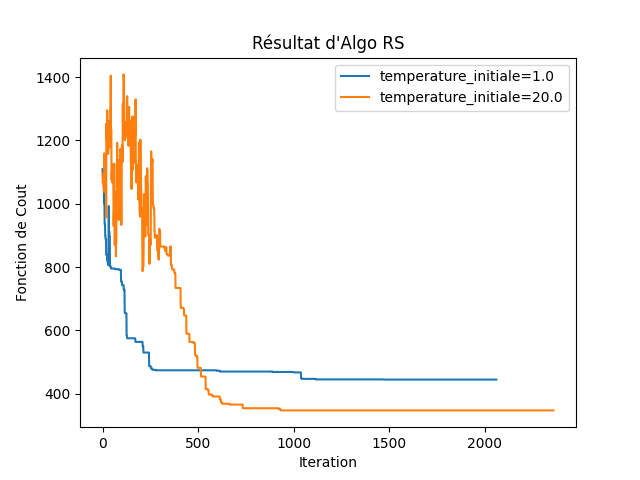 Résultat d'Algo RS
temperature_initiale=1.0
temperature_initiale=20.0
Fonction de Cout
1400
1200
1000
800
600
400
0
500
1000
1500
2000
Iteration